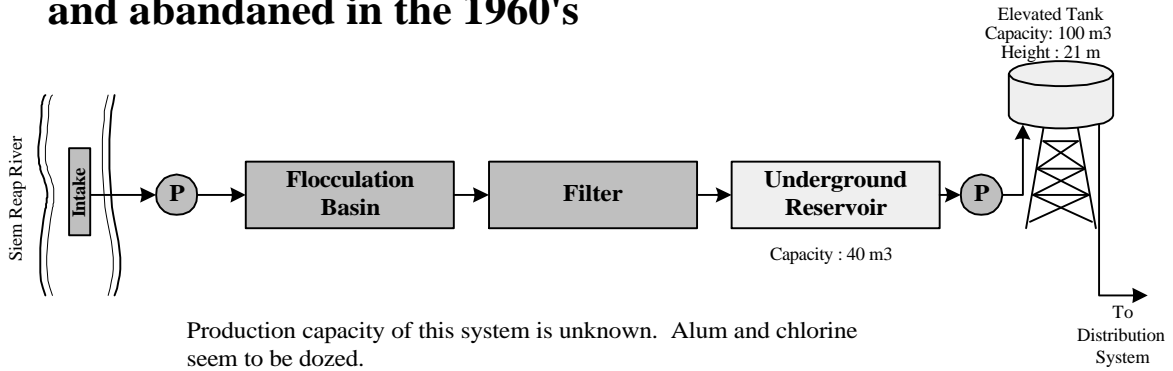 and abandaned in the 1960's
Elevated Tank
Capacity: 100 m3
Height : 21 m
Siem Reap River
Intake
P
Flocculation
Basin
Filter
Underground
Reservoir
P
Capacity : 40 m3
To
Distribution
System
Production capacity of this system is unknown. Alum and chlorine
seem to be dozed.